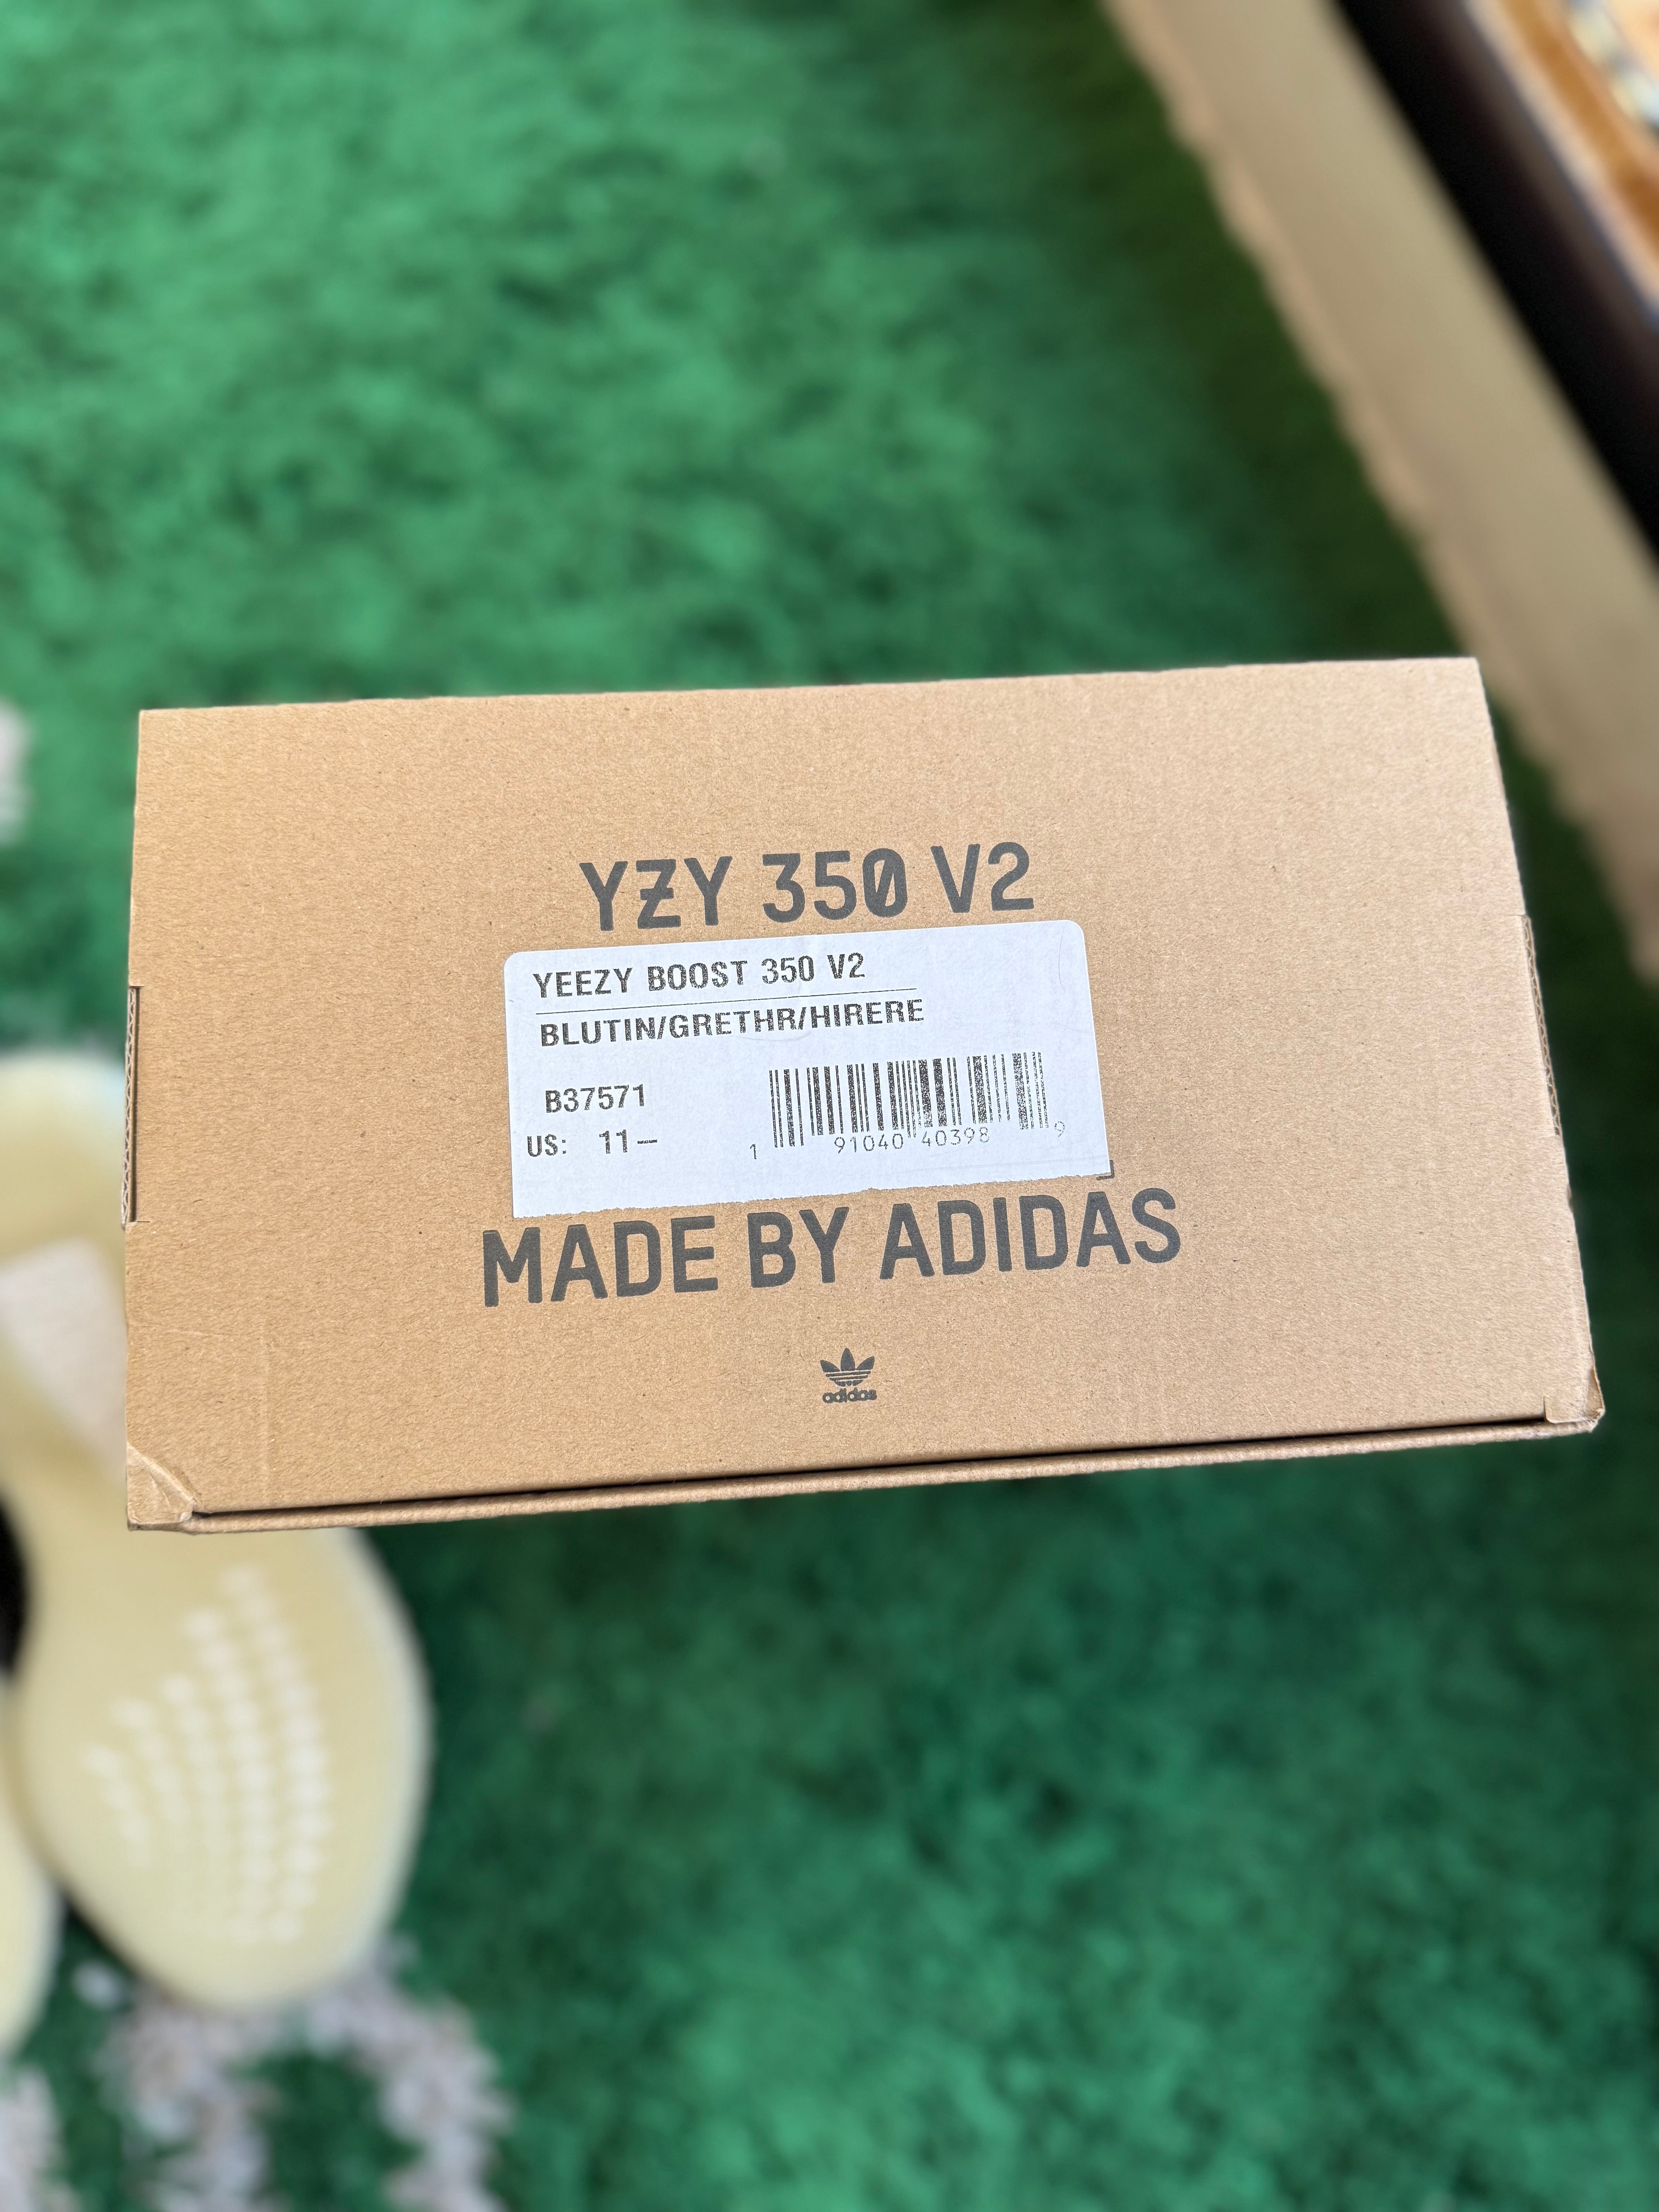 YZY 350 V2
YEEZY BOOST 350 V2
BLUTIN/GRETHR/HIRERE
B37571
US: 11—
1 91040 40398 9
MADE BY ADIDAS
adidas